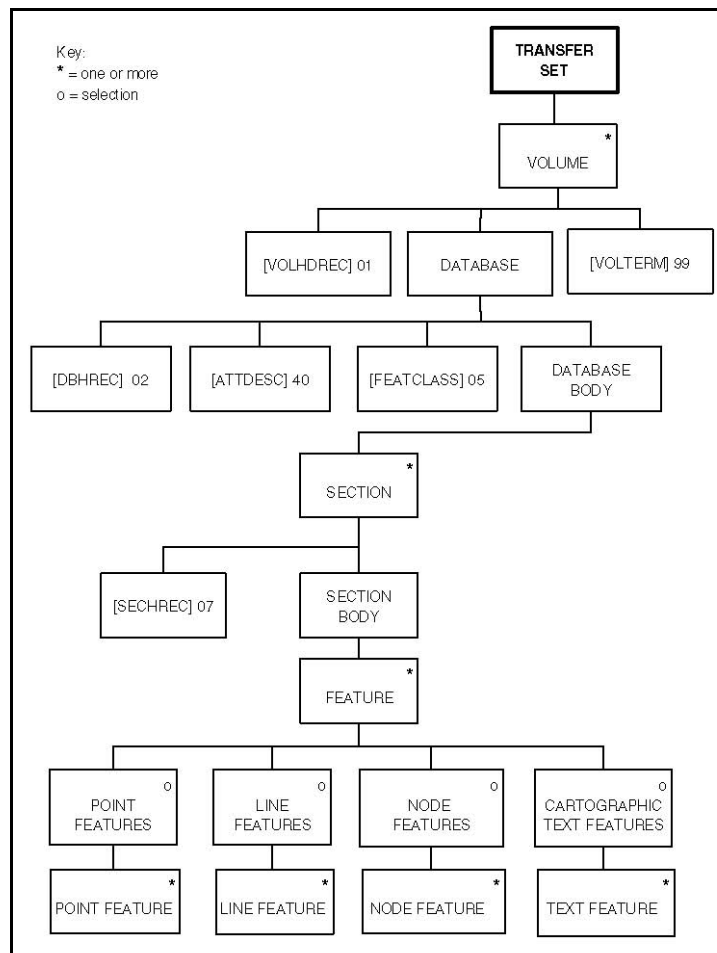 Key:
* = one or more
o = selection
TRANSFER
SET
*
VOLUME
[VOLHDREC] 01
DATABASE
[VOLTERM] 99
[DBHREC] 02
[ATTDESC] 40
[FEATCLASS] 05
DATABASE
BODY
*
SECTION
[SECHREC] 07
SECTION
BODY
*
FEATURE
o
POINT
FEATURES
o
LINE
FEATURES
o
NODE
FEATURES
o
CARTOGRAPHIC
TEXT FEATURES
*
POINT FEATURE
*
LINE FEATURE
*
NODE FEATURE
*
TEXT FEATURE